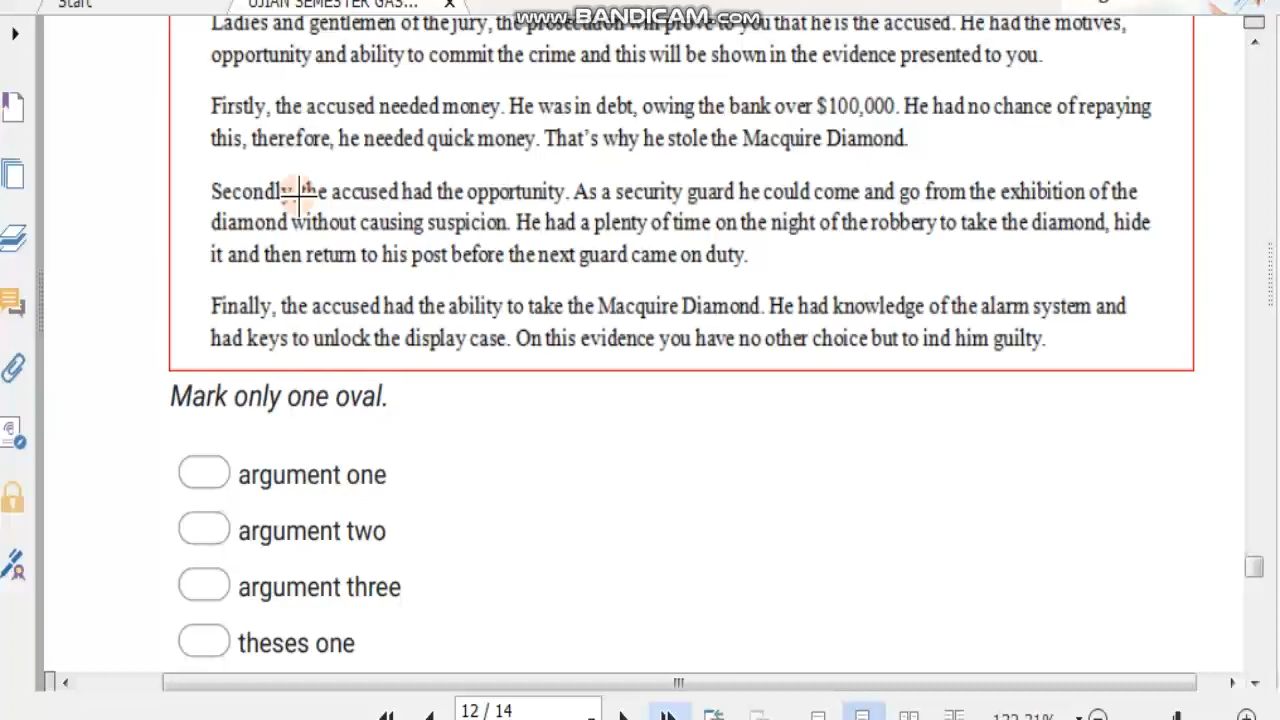 Start
UJIAN SEMESTER GAS...
www.BANDICAM.com
Ladies and gentlemen of the jury, the prosecution will prove to you that he is the accused. He had the motives,
opportunity and ability to commit the crime and this will be shown in the evidence presented to you.
Firstly, the accused needed money. He was in debt, owing the bank over $100,000. He had no chance of repaying
this, therefore, he needed quick money. That's why he stole the Macquire Diamond.
Secondly, the accused had the opportunity. As a security guard he could come and go from the exhibition of the
diamond without causing suspicion. He had a plenty of time on the night of the robbery to take the diamond, hide
it and then return to his post before the next guard came on duty.
Finally, the accused had the ability to take the Macquire Diamond. He had knowledge of the alarm system and
had keys to unlock the display case. On this evidence you have no other choice but to ind him guilty.
Mark only one oval.
argument one
argument two
argument three
theses one
12 / 14